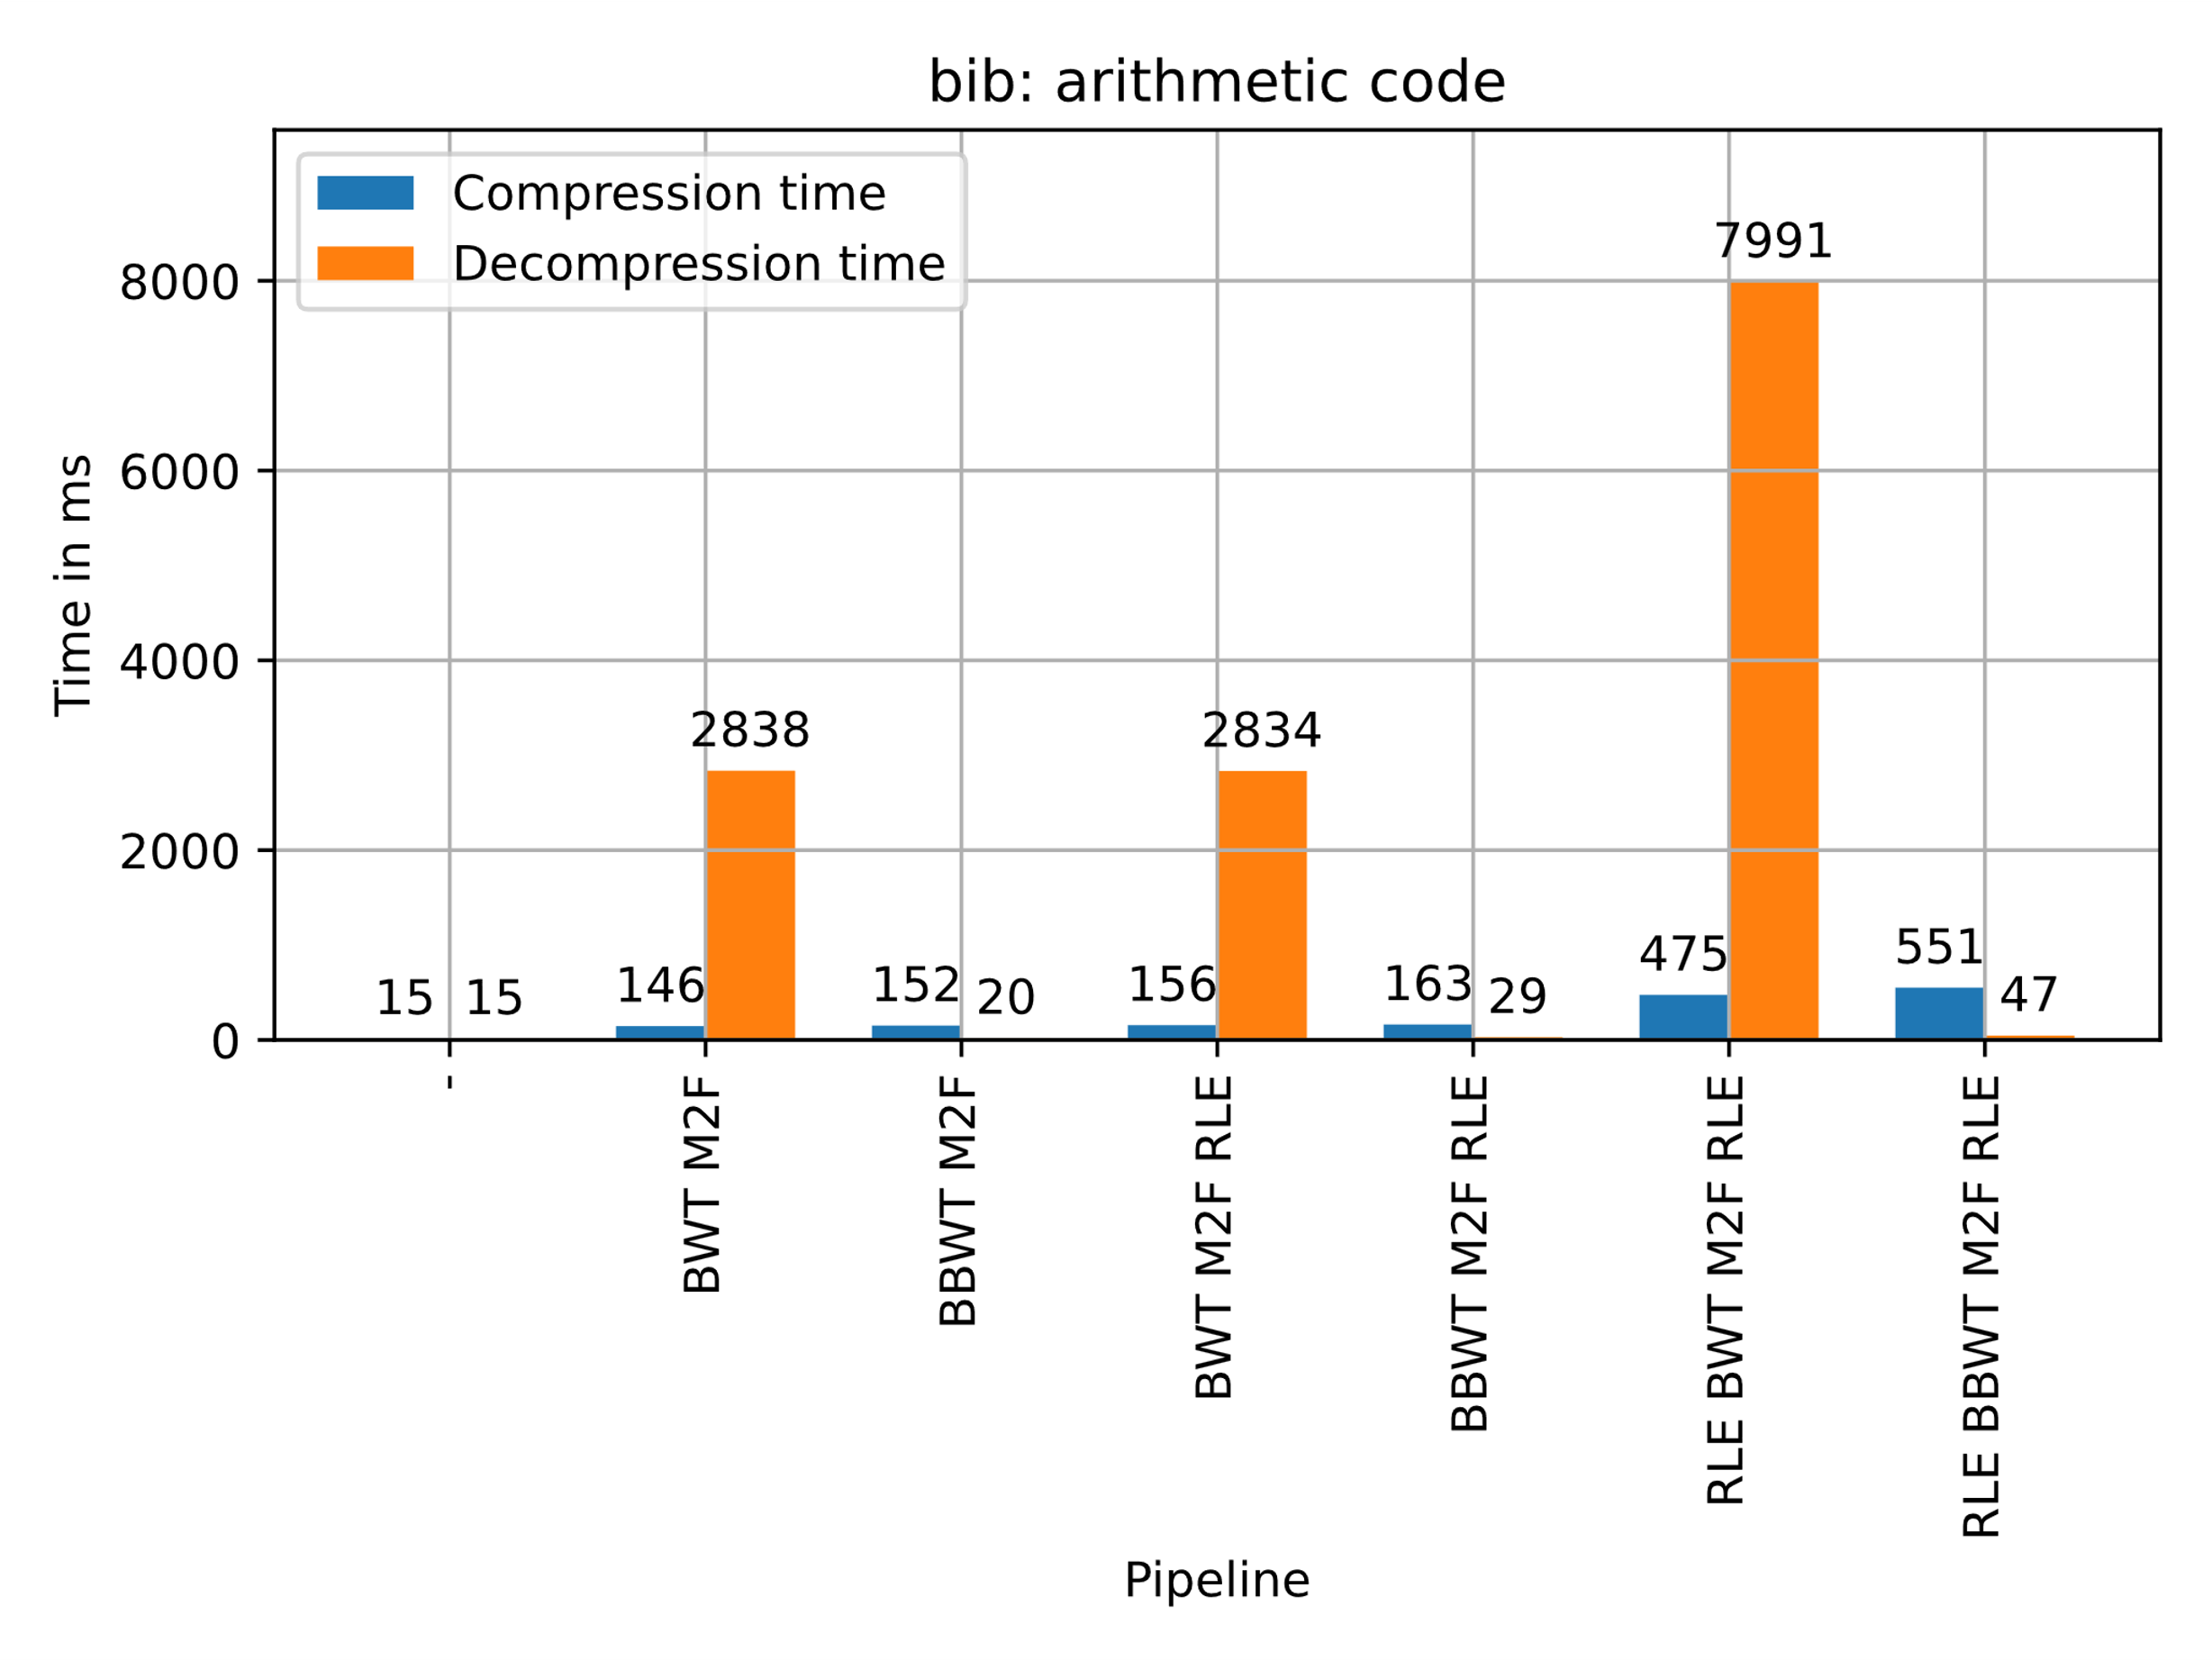 bib: arithmetic code
Compression time
Decompression time
Time in ms
8000
6000
4000
2000
0
15 15
146 2838
152 20
156 2834
163 29
475 7991
551 47
-
BWT M2F
BBWT M2F
BWT M2F RLE
BBWT M2F RLE
RLE BWT M2F RLE
RLE BBWT M2F RLE
Pipeline